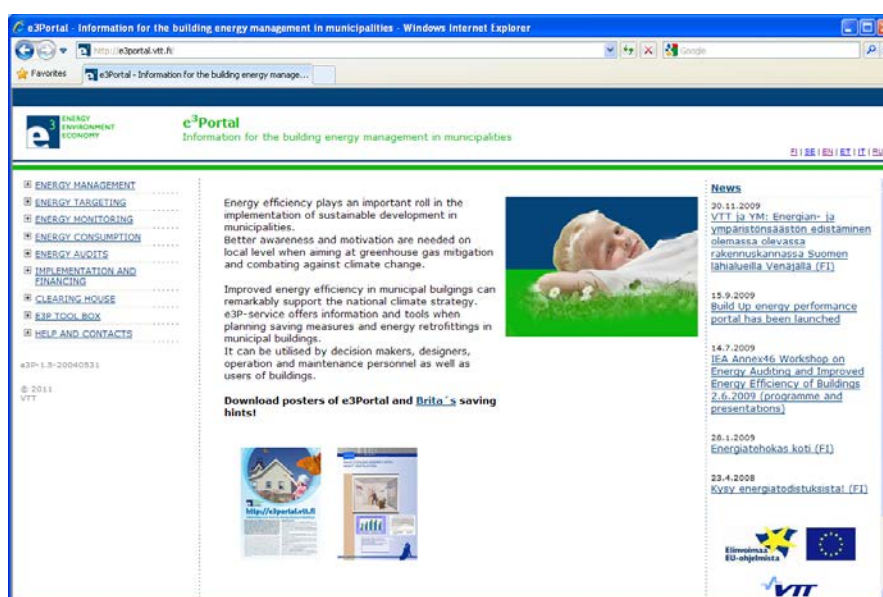 e3Portal - Information for the building energy management in municipalities - Windows Internet Explorer
http://e3portal.vtt.fi
Google
Favorites
e3Portal - Information for the building energy manage...
e3
ENERGY
ENVIRONMENT
ECONOMY
e3Portal
Information for the building energy management in municipalities
FI | SE | EN | ET | IT | RU
ENERGY MANAGEMENT
ENERGY TARGETING
ENERGY MONITORING
ENERGY CONSUMPTION
ENERGY AUDITS
IMPLEMENTATION AND
FINANCING
CLEARING HOUSE
E3P TOOL BOX
HELP AND CONTACTS
e3P-1.5-20040531
© 2011
VTT
Energy efficiency plays an important roll in the
implementation of sustainable development in
municipalities.
Better awareness and motivation are needed on
local level when aiming at greenhouse gas mitigation
and combating against climate change.
Improved energy efficiency in municipal builgings can
remarkably support the national climate strategy.
e3P-service offers information and tools when
planning saving measures and energy retrofittings in
municipal buildings.
It can be utilised by decision makers, designers,
operation and maintenance personnel as well as
users of buildings.
Download posters of e3Portal and Brita´s saving
hints!
http://e3portal.vtt.fi
News
30.11.2009
VTT ja YM: Energian- ja
ympäristönsäästön edistäminen
olemassa olevassa
rakennuskannassa Suomen
lähialueilla Venäjällä (FI)
15.9.2009
Build Up energy performance
portal has been launched
14.7.2009
IEA Annex46 Workshop on
Energy Auditing and Improved
Energy Efficiency of Buildings
2.6.2009 (programme and
presentations)
28.1.2009
Energiatehokas koti (FI)
23.4.2008
Kysy energiatodistuksista! (FI)
Elinvoimaa
EU-ohjelmista
VTT